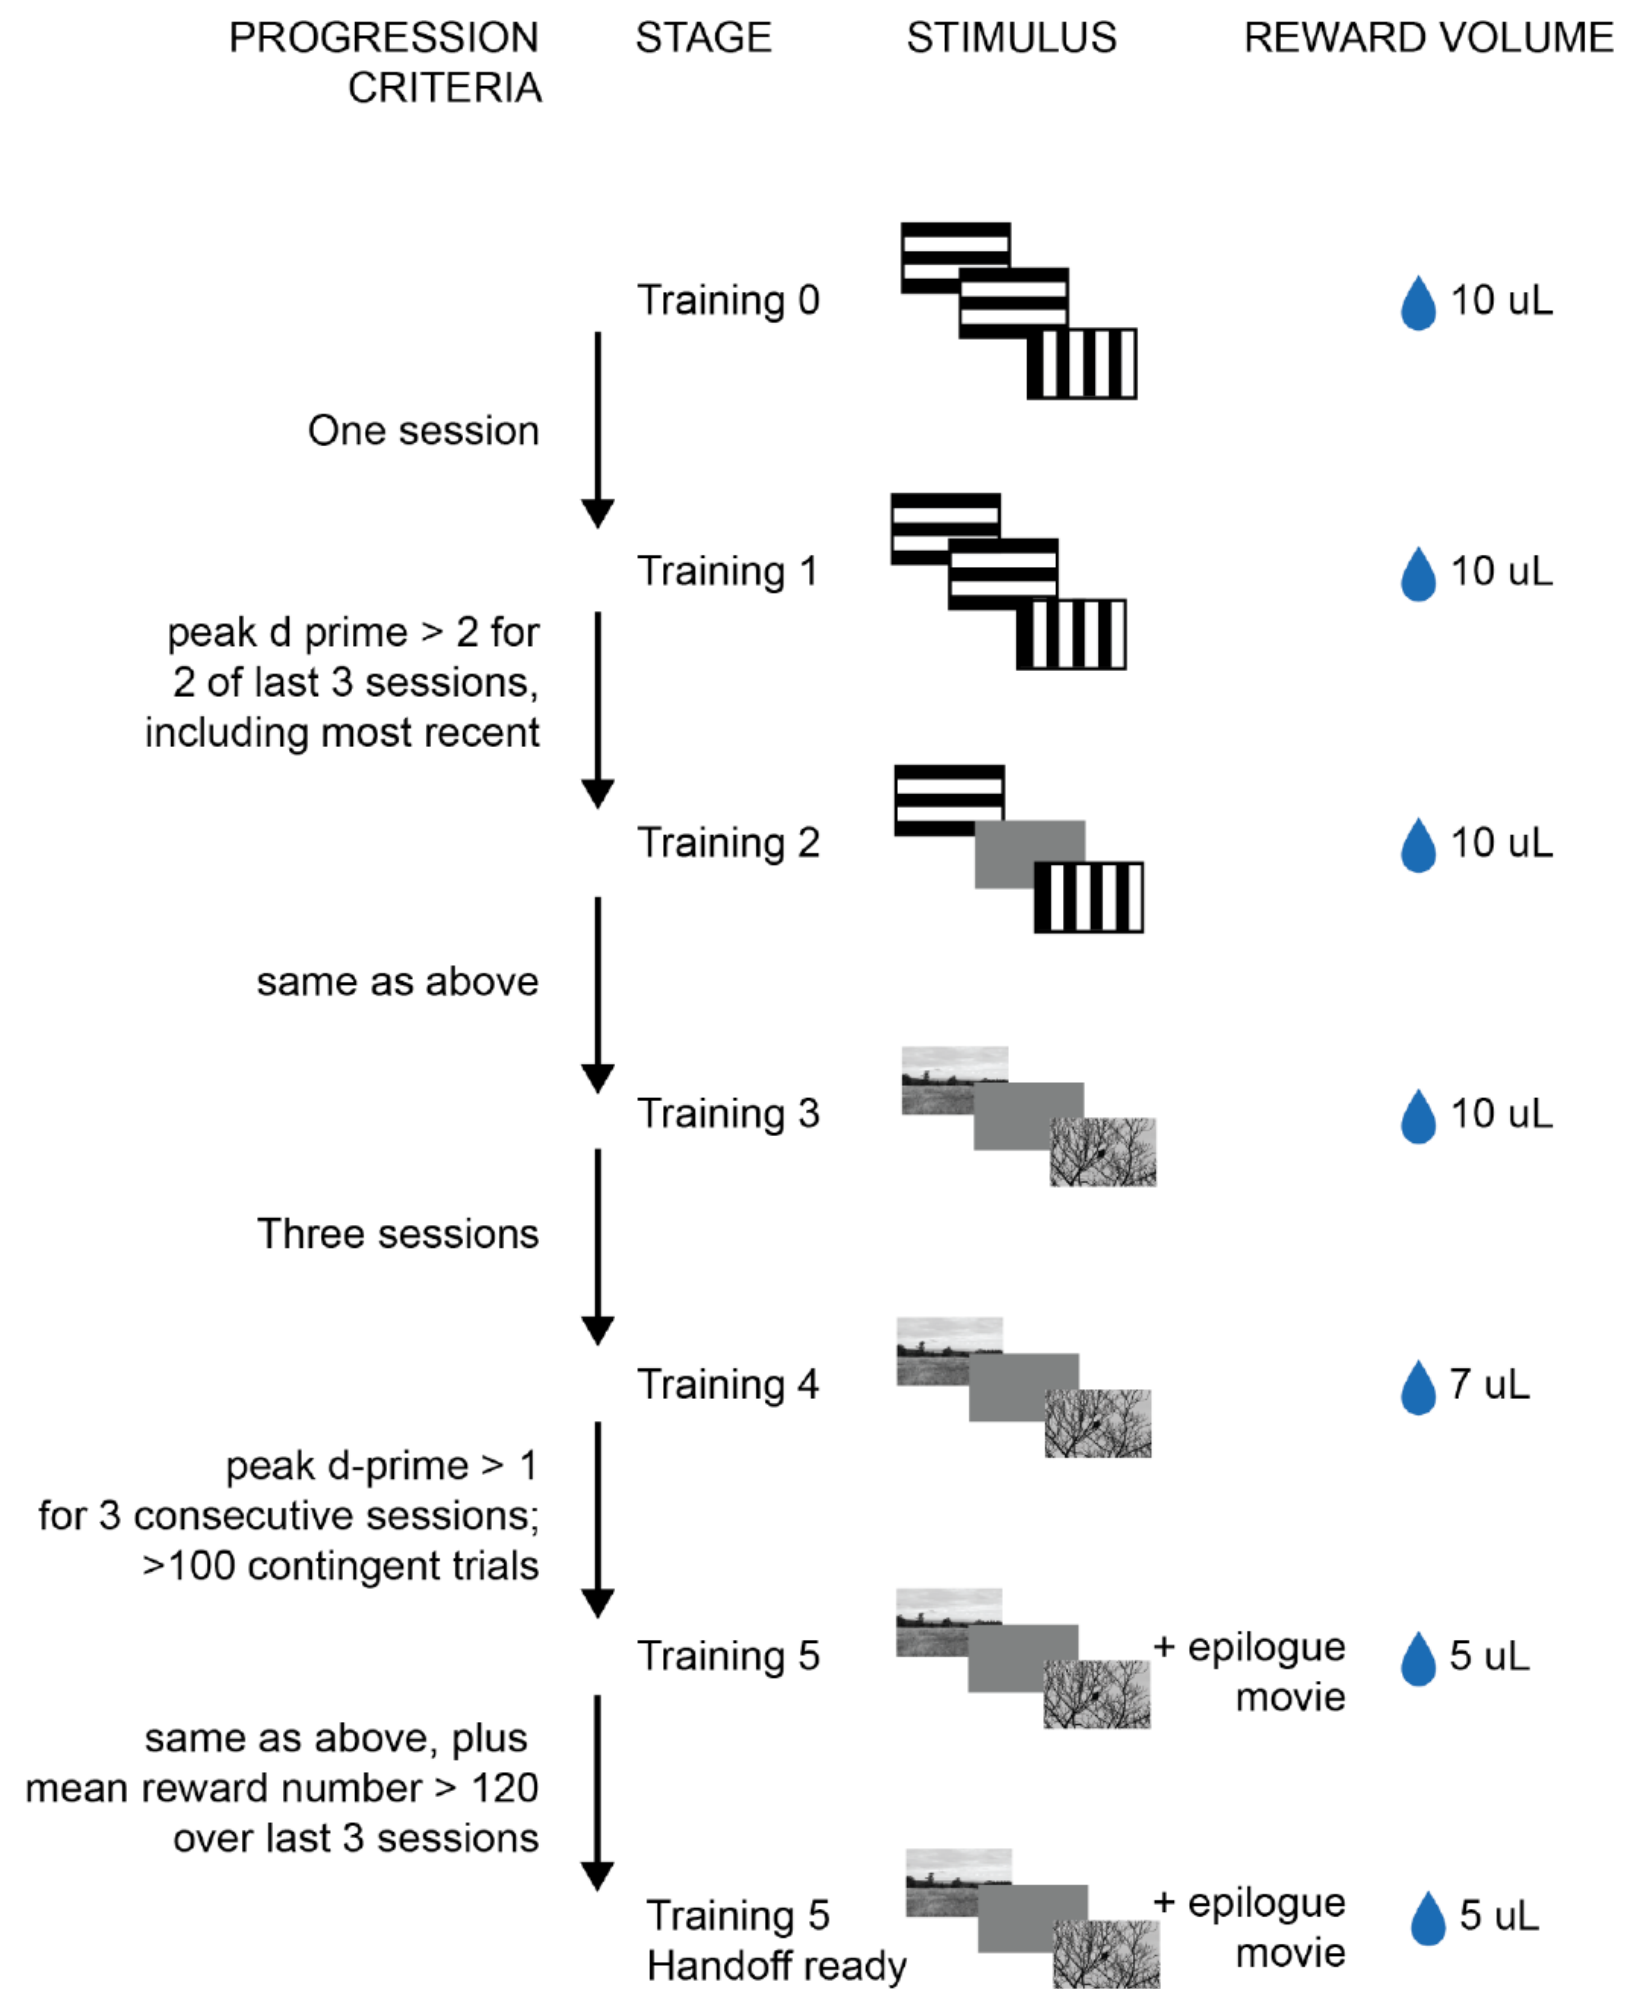 PROGRESSION
CRITERIA
STAGE
STIMULUS
REWARD VOLUME
Training 0
10 uL
One session
Training 1
10 uL
peak d prime > 2 for
2 of last 3 sessions,
including most recent
Training 2
10 uL
same as above
Training 3
10 uL
Three sessions
Training 4
7 uL
peak d-prime > 1
for 3 consecutive sessions;
>100 contingent trials
Training 5
+ epilogue
movie
5 uL
same as above, plus
mean reward number > 120
over last 3 sessions
Training 5
Handoff ready
+ epilogue
movie
5 uL